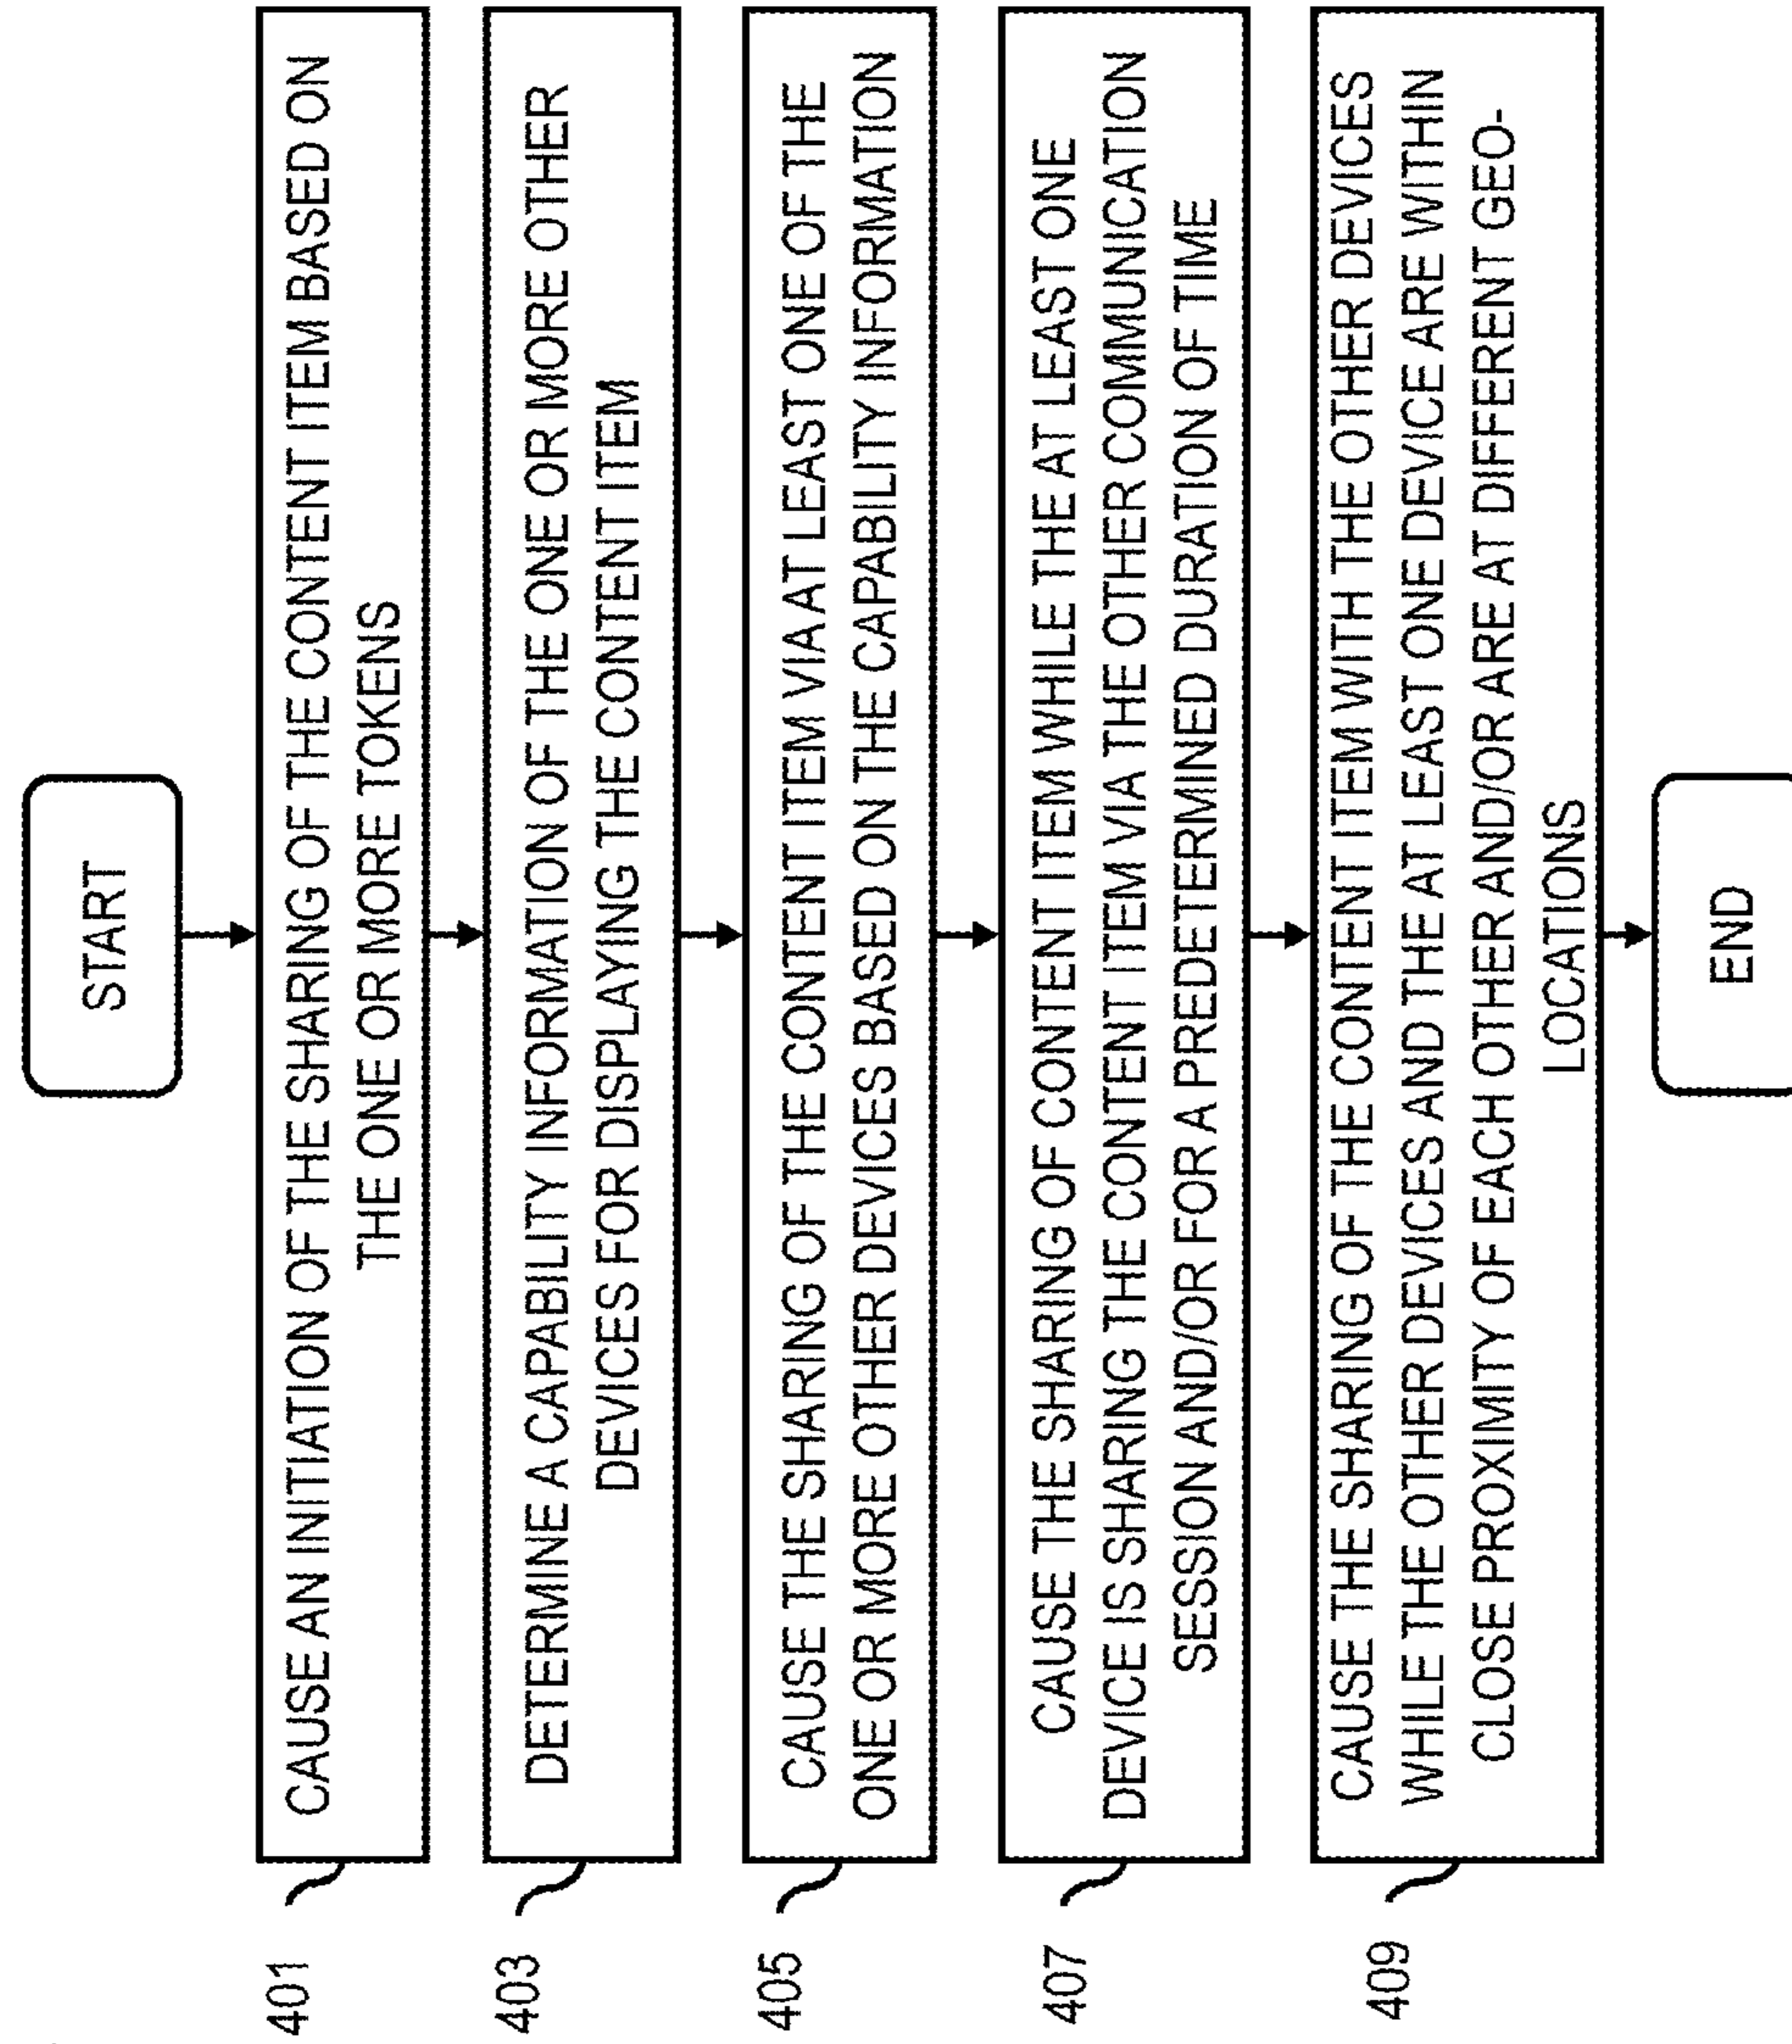 START
401
CAUSE AN INITIATION OF THE SHARING OF THE CONTENT ITEM BASED ON
THE ONE OR MORE TOKENS
403
DETERMINE A CAPABILITY INFORMATION OF THE ONE OR MORE OTHER
DEVICES FOR DISPLAYING THE CONTENT ITEM
405
CAUSE THE SHARING OF THE CONTENT ITEM VIA AT LEAST ONE OF THE
ONE OR MORE OTHER DEVICES BASED ON THE CAPABILITY INFORMATION
407
CAUSE THE SHARING OF CONTENT ITEM WHILE THE AT LEAST ONE
DEVICE IS SHARING THE CONTENT ITEM VIA THE OTHER COMMUNICATION
SESSION AND/OR FOR A PREDETERMINED DURATION OF TIME
409
CAUSE THE SHARING OF THE CONTENT ITEM WITH THE OTHER DEVICES
WHILE THE OTHER DEVICES AND THE AT LEAST ONE DEVICE ARE WITHIN
CLOSE PROXIMITY OF EACH OTHER AND/OR ARE AT DIFFERENT GEO-
LOCATIONS
END